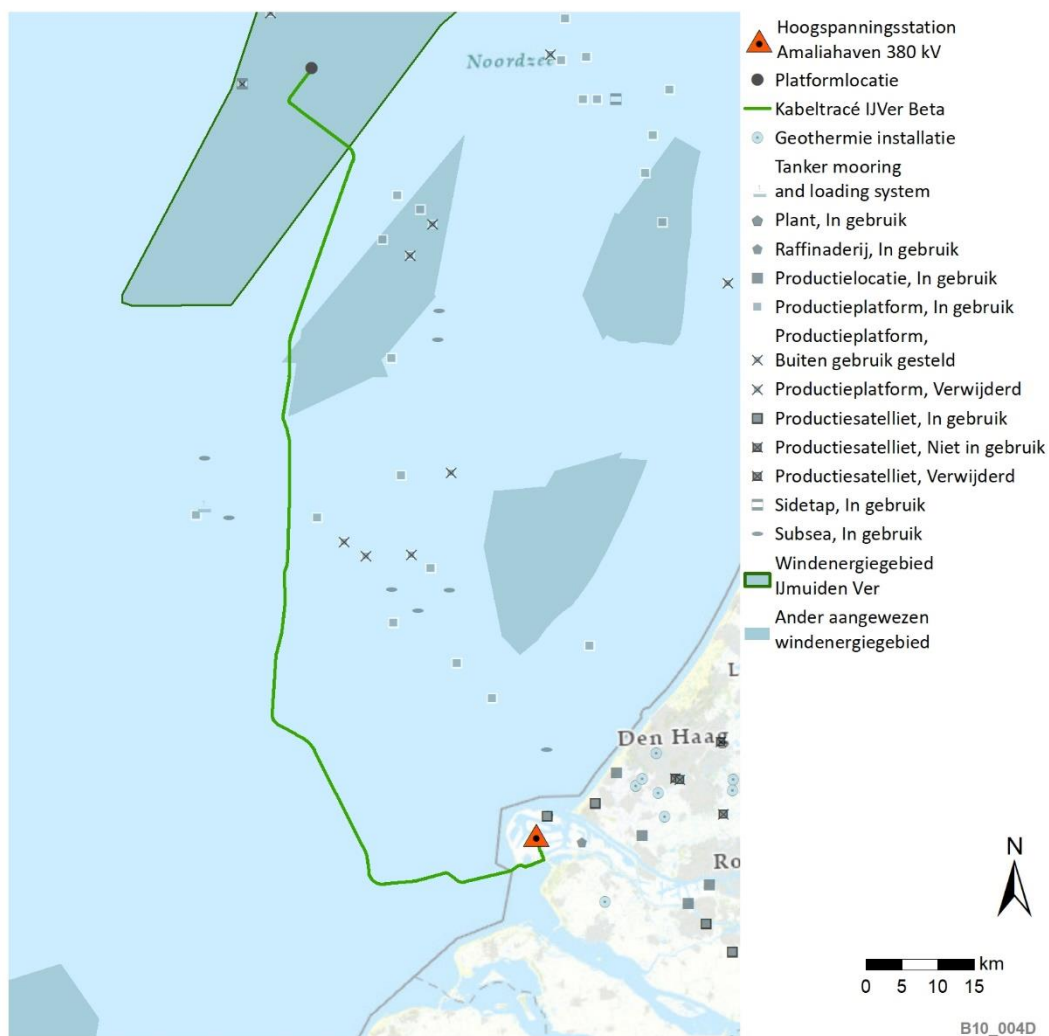 Noordzee
Den Haag
L
Ro
Hoogspanningsstation
Amaliahaven 380 kV
Platformlocatie
Kabeltracé IJVer Beta
Geothermie installatie
Tanker mooring
and loading system
Plant, In gebruik
Raffinaderij, In gebruik
Productielocatie, In gebruik
Productieplatform, In gebruik
Productieplatform,
Buiten gebruik gesteld
Productieplatform, Verwijderd
Productiesatelliet, In gebruik
Productiesatelliet, Niet in gebruik
Productiesatelliet, Verwijderd
Sidetap, In gebruik
Subsea, In gebruik
Windenergiegebied
IJmuiden Ver
Ander aangewezen
windenergiegebied
N
km
0 5 10 15
B10_004D